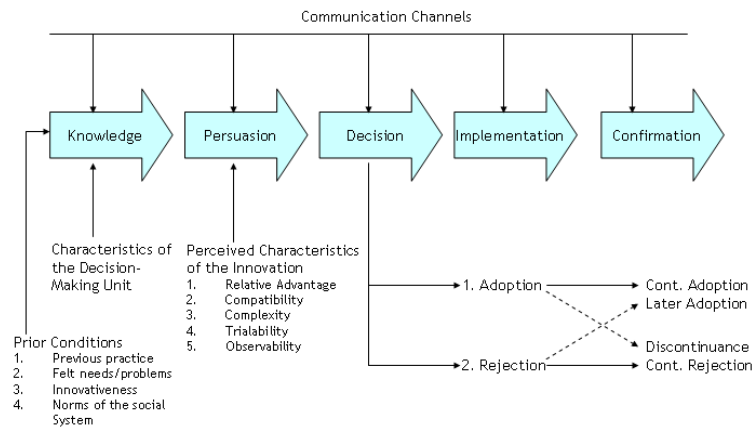 Communication Channels
Knowledge
Persuasion
Decision
Implementation
Confirmation
Characteristics of
the Decision-
Making Unit
Perceived Characteristics
of the Innovation
1. Relative Advantage
2. Compatibility
3. Complexity
4. Trialability
5. Observability
Prior Conditions
1. Previous practice
2. Felt needs/problems
3. Innovativeness
4. Norms of the social
System
1. Adoption
2. Rejection
Cont. Adoption
Later Adoption
Discontinuance
Cont. Rejection